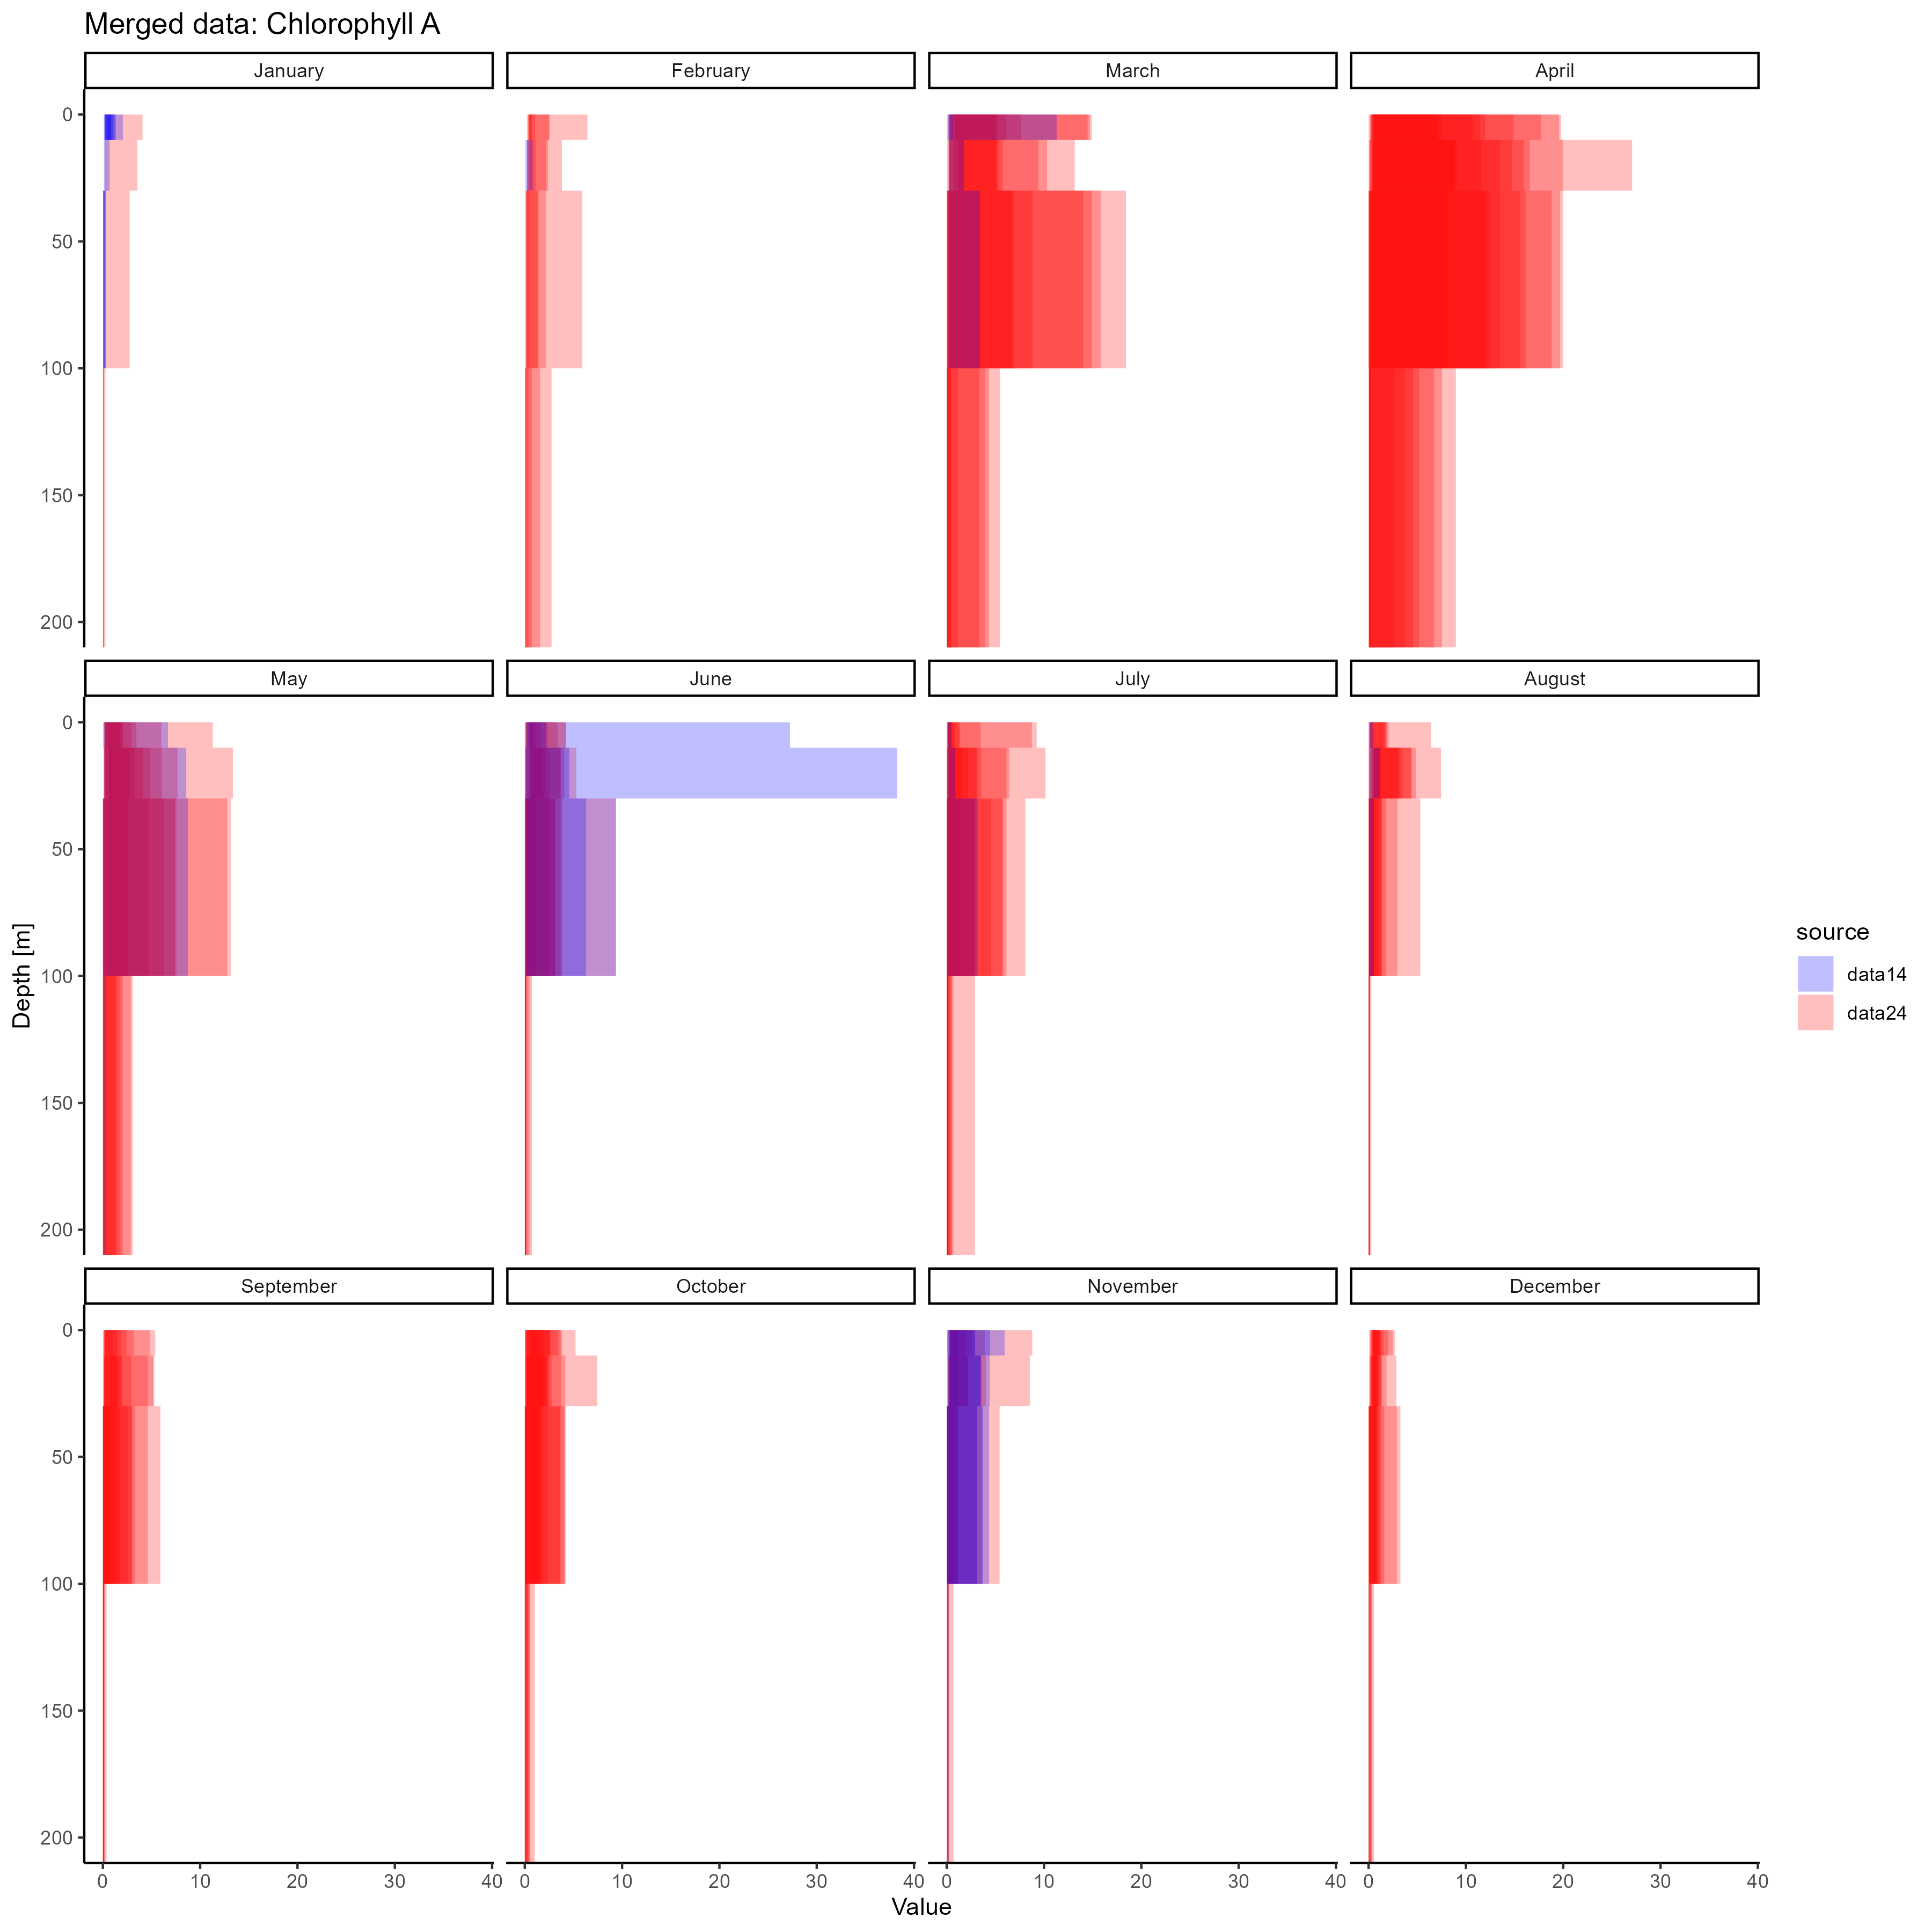 Merged data: Chlorophyll A
January February March April
0
50
100
150
200
May June July August
0
50
100
150
200
Depth [m]
source
data14
data24
September October November December
0
50
100
150
200
0 10 20 30 40 0 10 20 30 40 0 10 20 30 40 0 10 20 30 40
Value